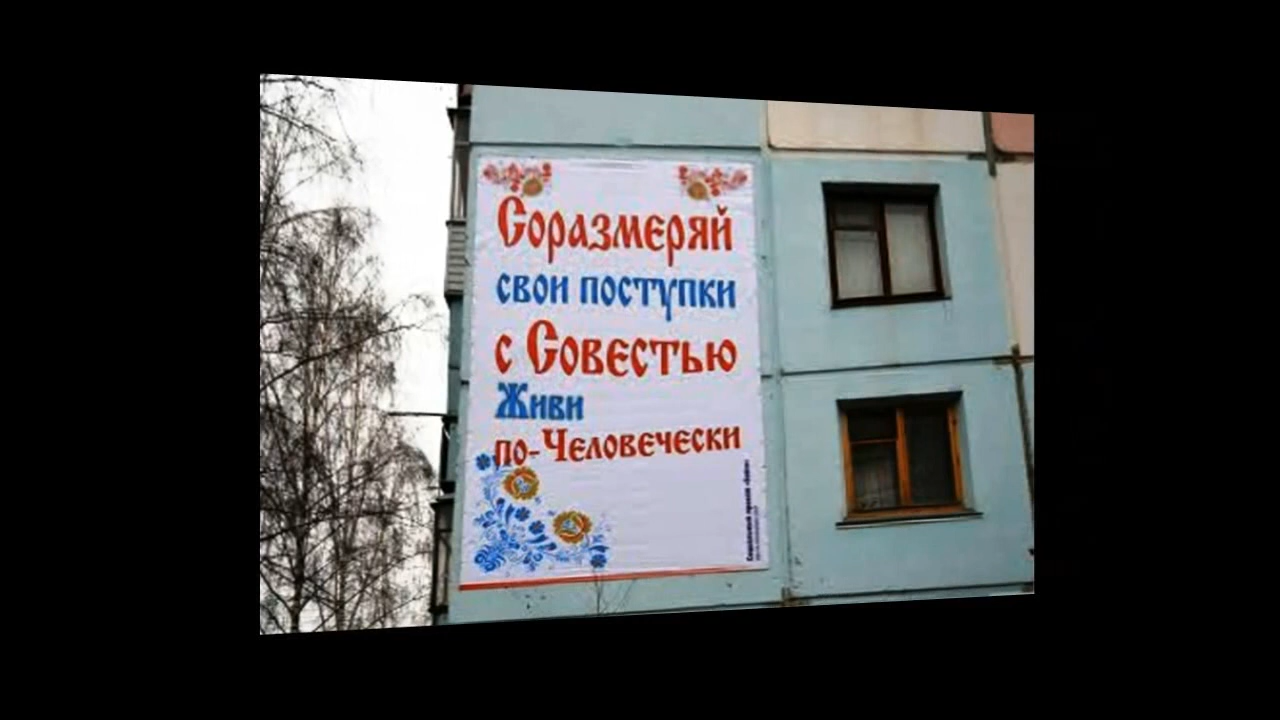 Соразмеряй
свои поступки
с Совестью
Живи
по-Человечески